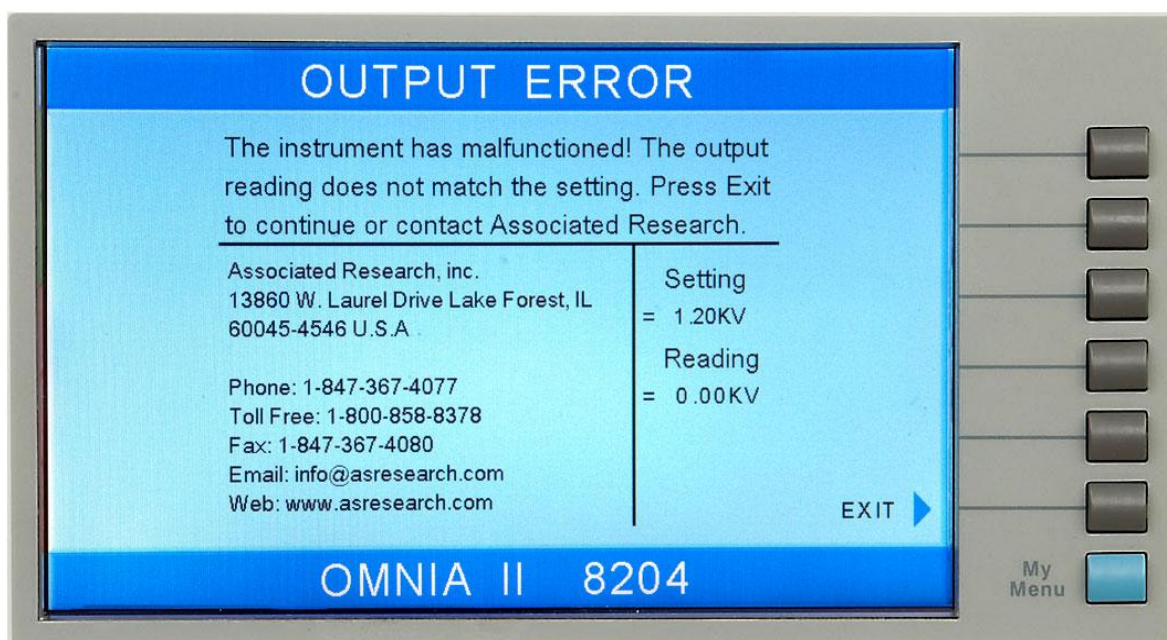 OUTPUT ERROR
The instrument has malfunctioned! The output
reading does not match the setting. Press Exit
to continue or contact Associated Research.
Associated Research, inc.
13860 W. Laurel Drive Lake Forest, IL
60045-4546 U.S.A
Phone: 1-847-367-4077
Toll Free: 1-800-858-8378
Fax: 1-847-367-4080
Email: info@asresearch.com
Web: www.asresearch.com
Setting
= 1.20KV
Reading
= 0.00KV
EXIT
OMNIA II 8204
My
Menu